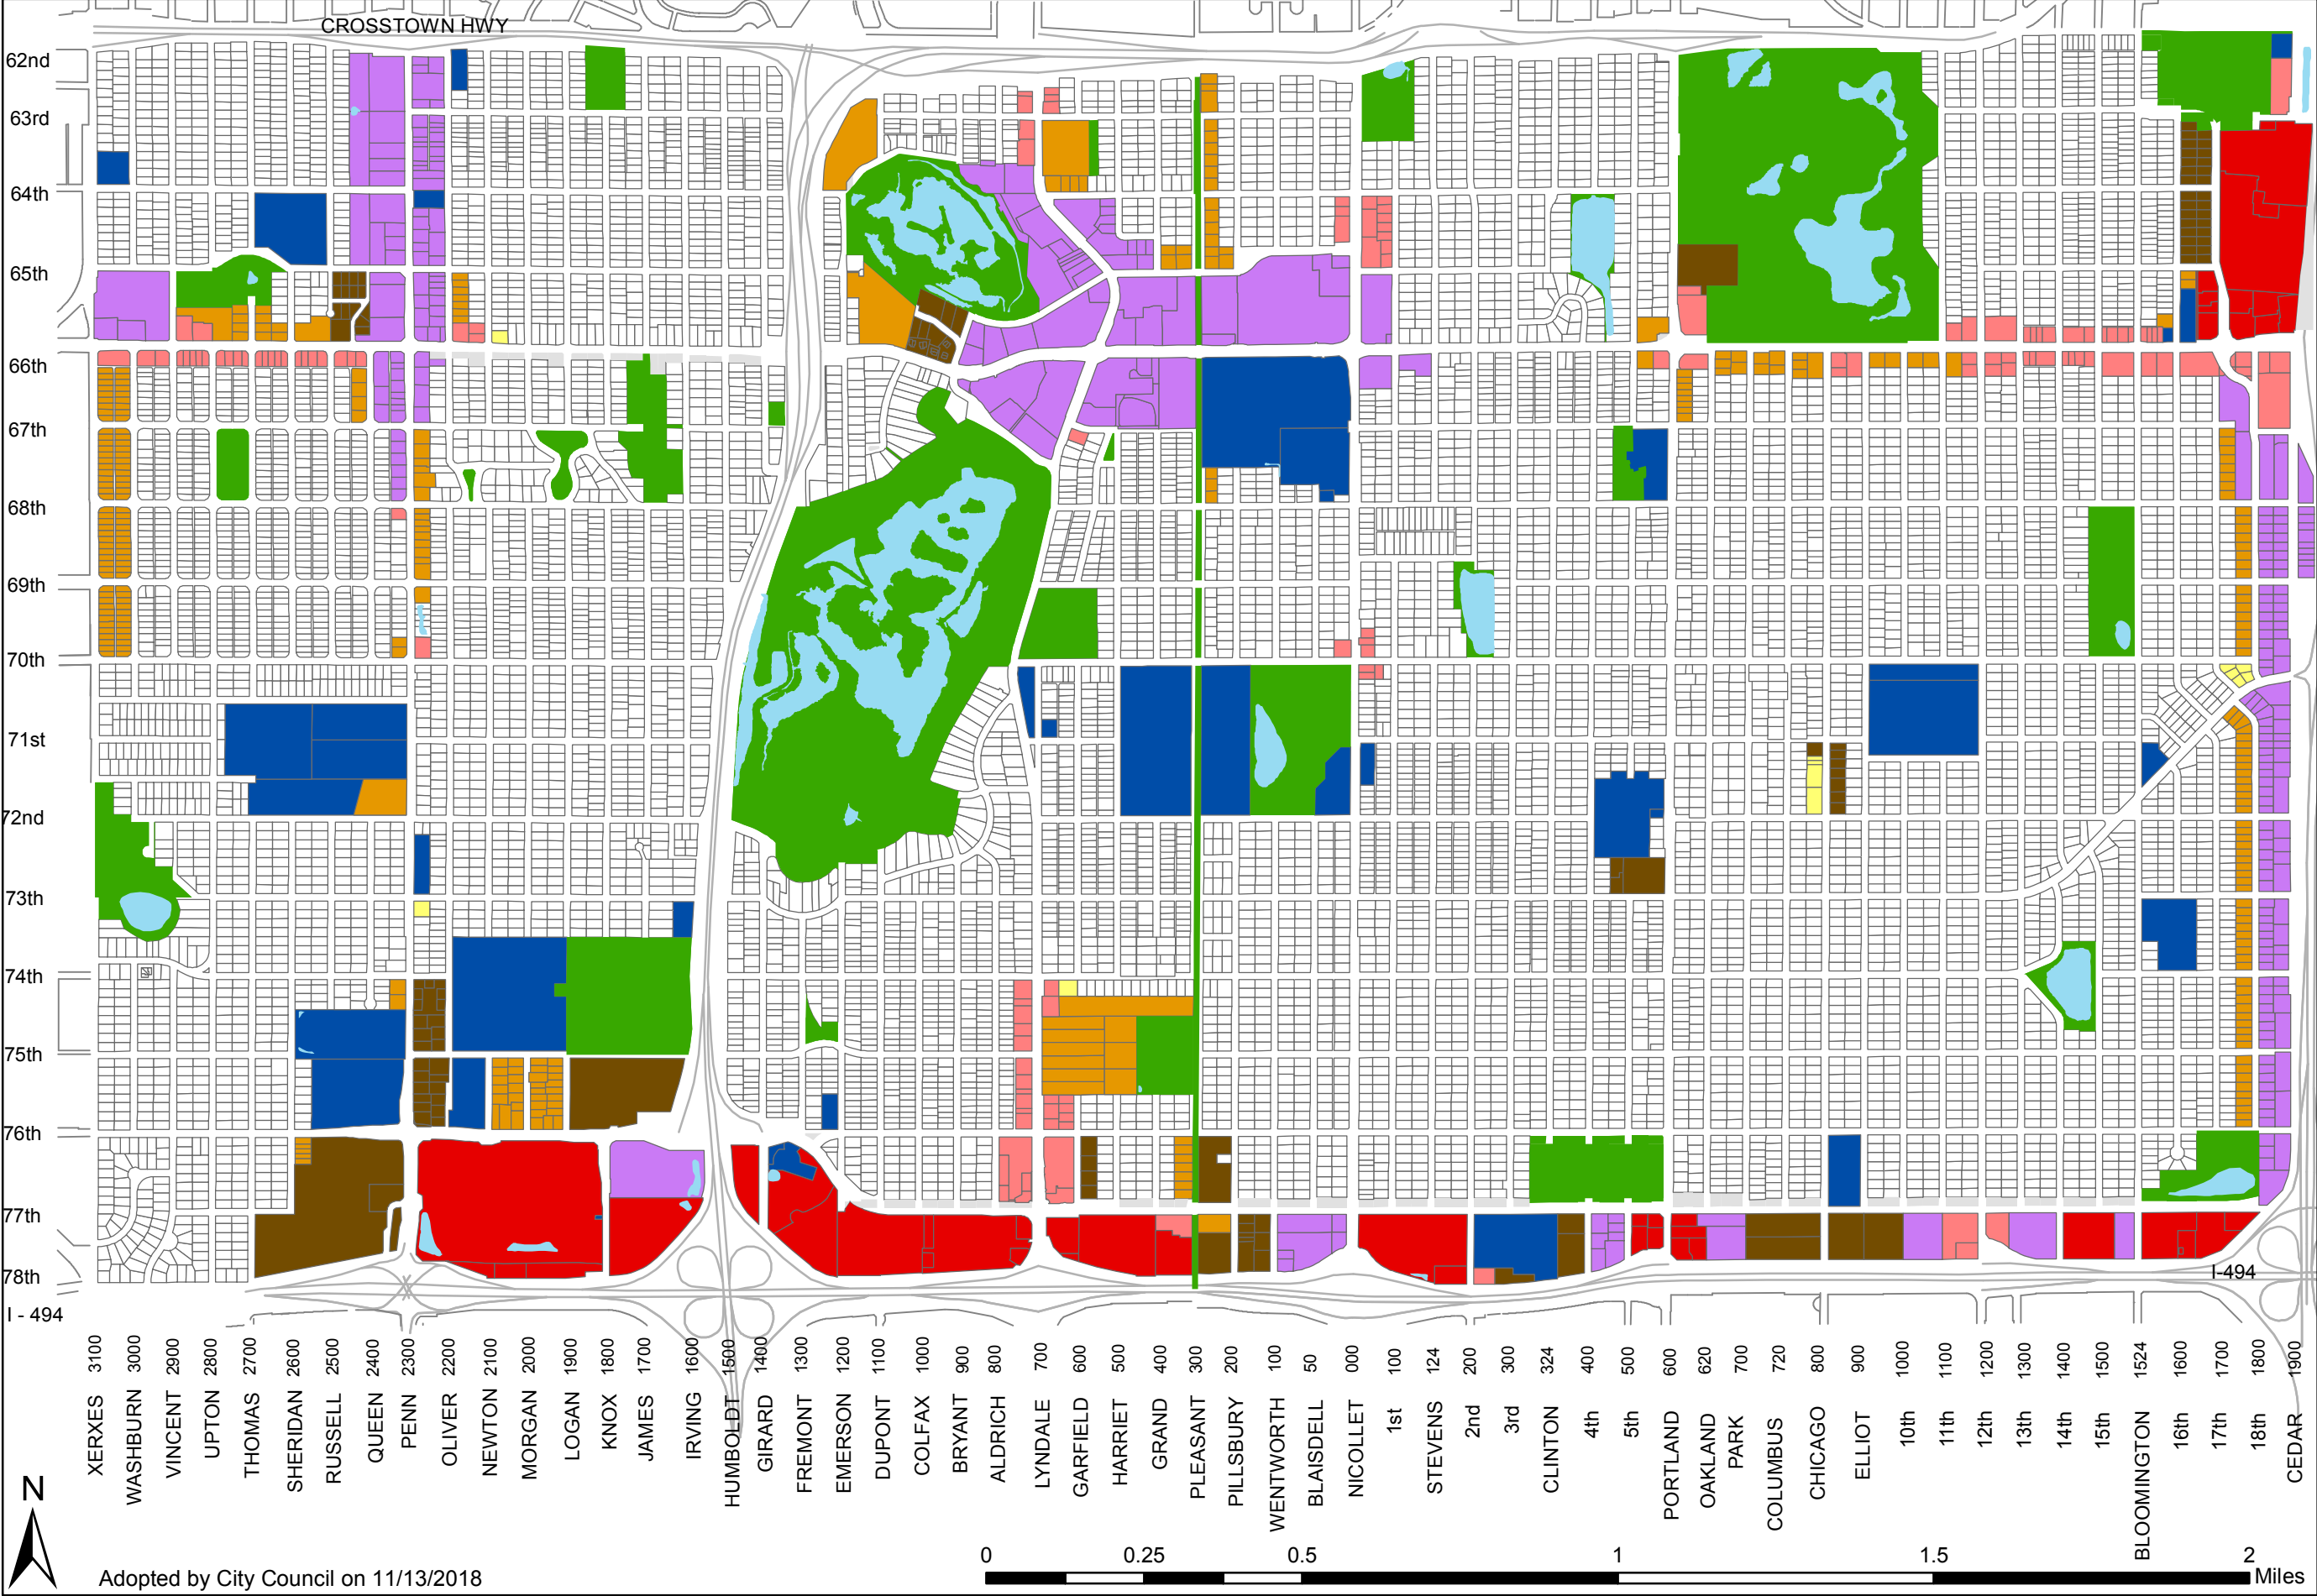 CROSSTOWN HWY
62nd
63rd
64th
65th
66th
67th
68th
69th
70th
71st
72nd
73th
74th
75th
76th
77th
78th
I - 494
I-494
3100
3000
2900
2800
2700
2600
2500
2400
2300
2200
2100
2000
1900
1800
1700
1600
1500
1400
1300
1200
1100
1000
900
800
700
600
500
400
300
200
100
50
000
100
124
200
300
324
400
500
600
620
700
720
800
900
1000
1100
1200
1300
1400
1500
1524
1600
1700
1800
1900
XERXES
WASHBURN
VINCENT
UPTON
THOMAS
SHERIDAN
RUSSELL
QUEEN
PENN
OLIVER
NEWTON
MORGAN
LOGAN
KNOX
JAMES
IRVING
HUMBOLDT
GIRARD
FREMONT
EMERSON
DUPONT
COLFAX
BRYANT
ALDRICH
LYNDALE
GARFIELD
HARRIET
GRAND
PLEASANT
PILLSBURY
WENTWORTH
BLAISDELL
NICOLLET
1st
STEVENS
2nd
3rd
CLINTON
4th
5th
PORTLAND
OAKLAND
PARK
COLUMBUS
CHICAGO
ELLIOT
10th
11th
12th
13th
14th
15th
BLOOMINGTON
16th
17th
18th
CEDAR
N
Adopted by City Council on 11/13/2018
0 0.25 0.5 1 1.5 2
Miles